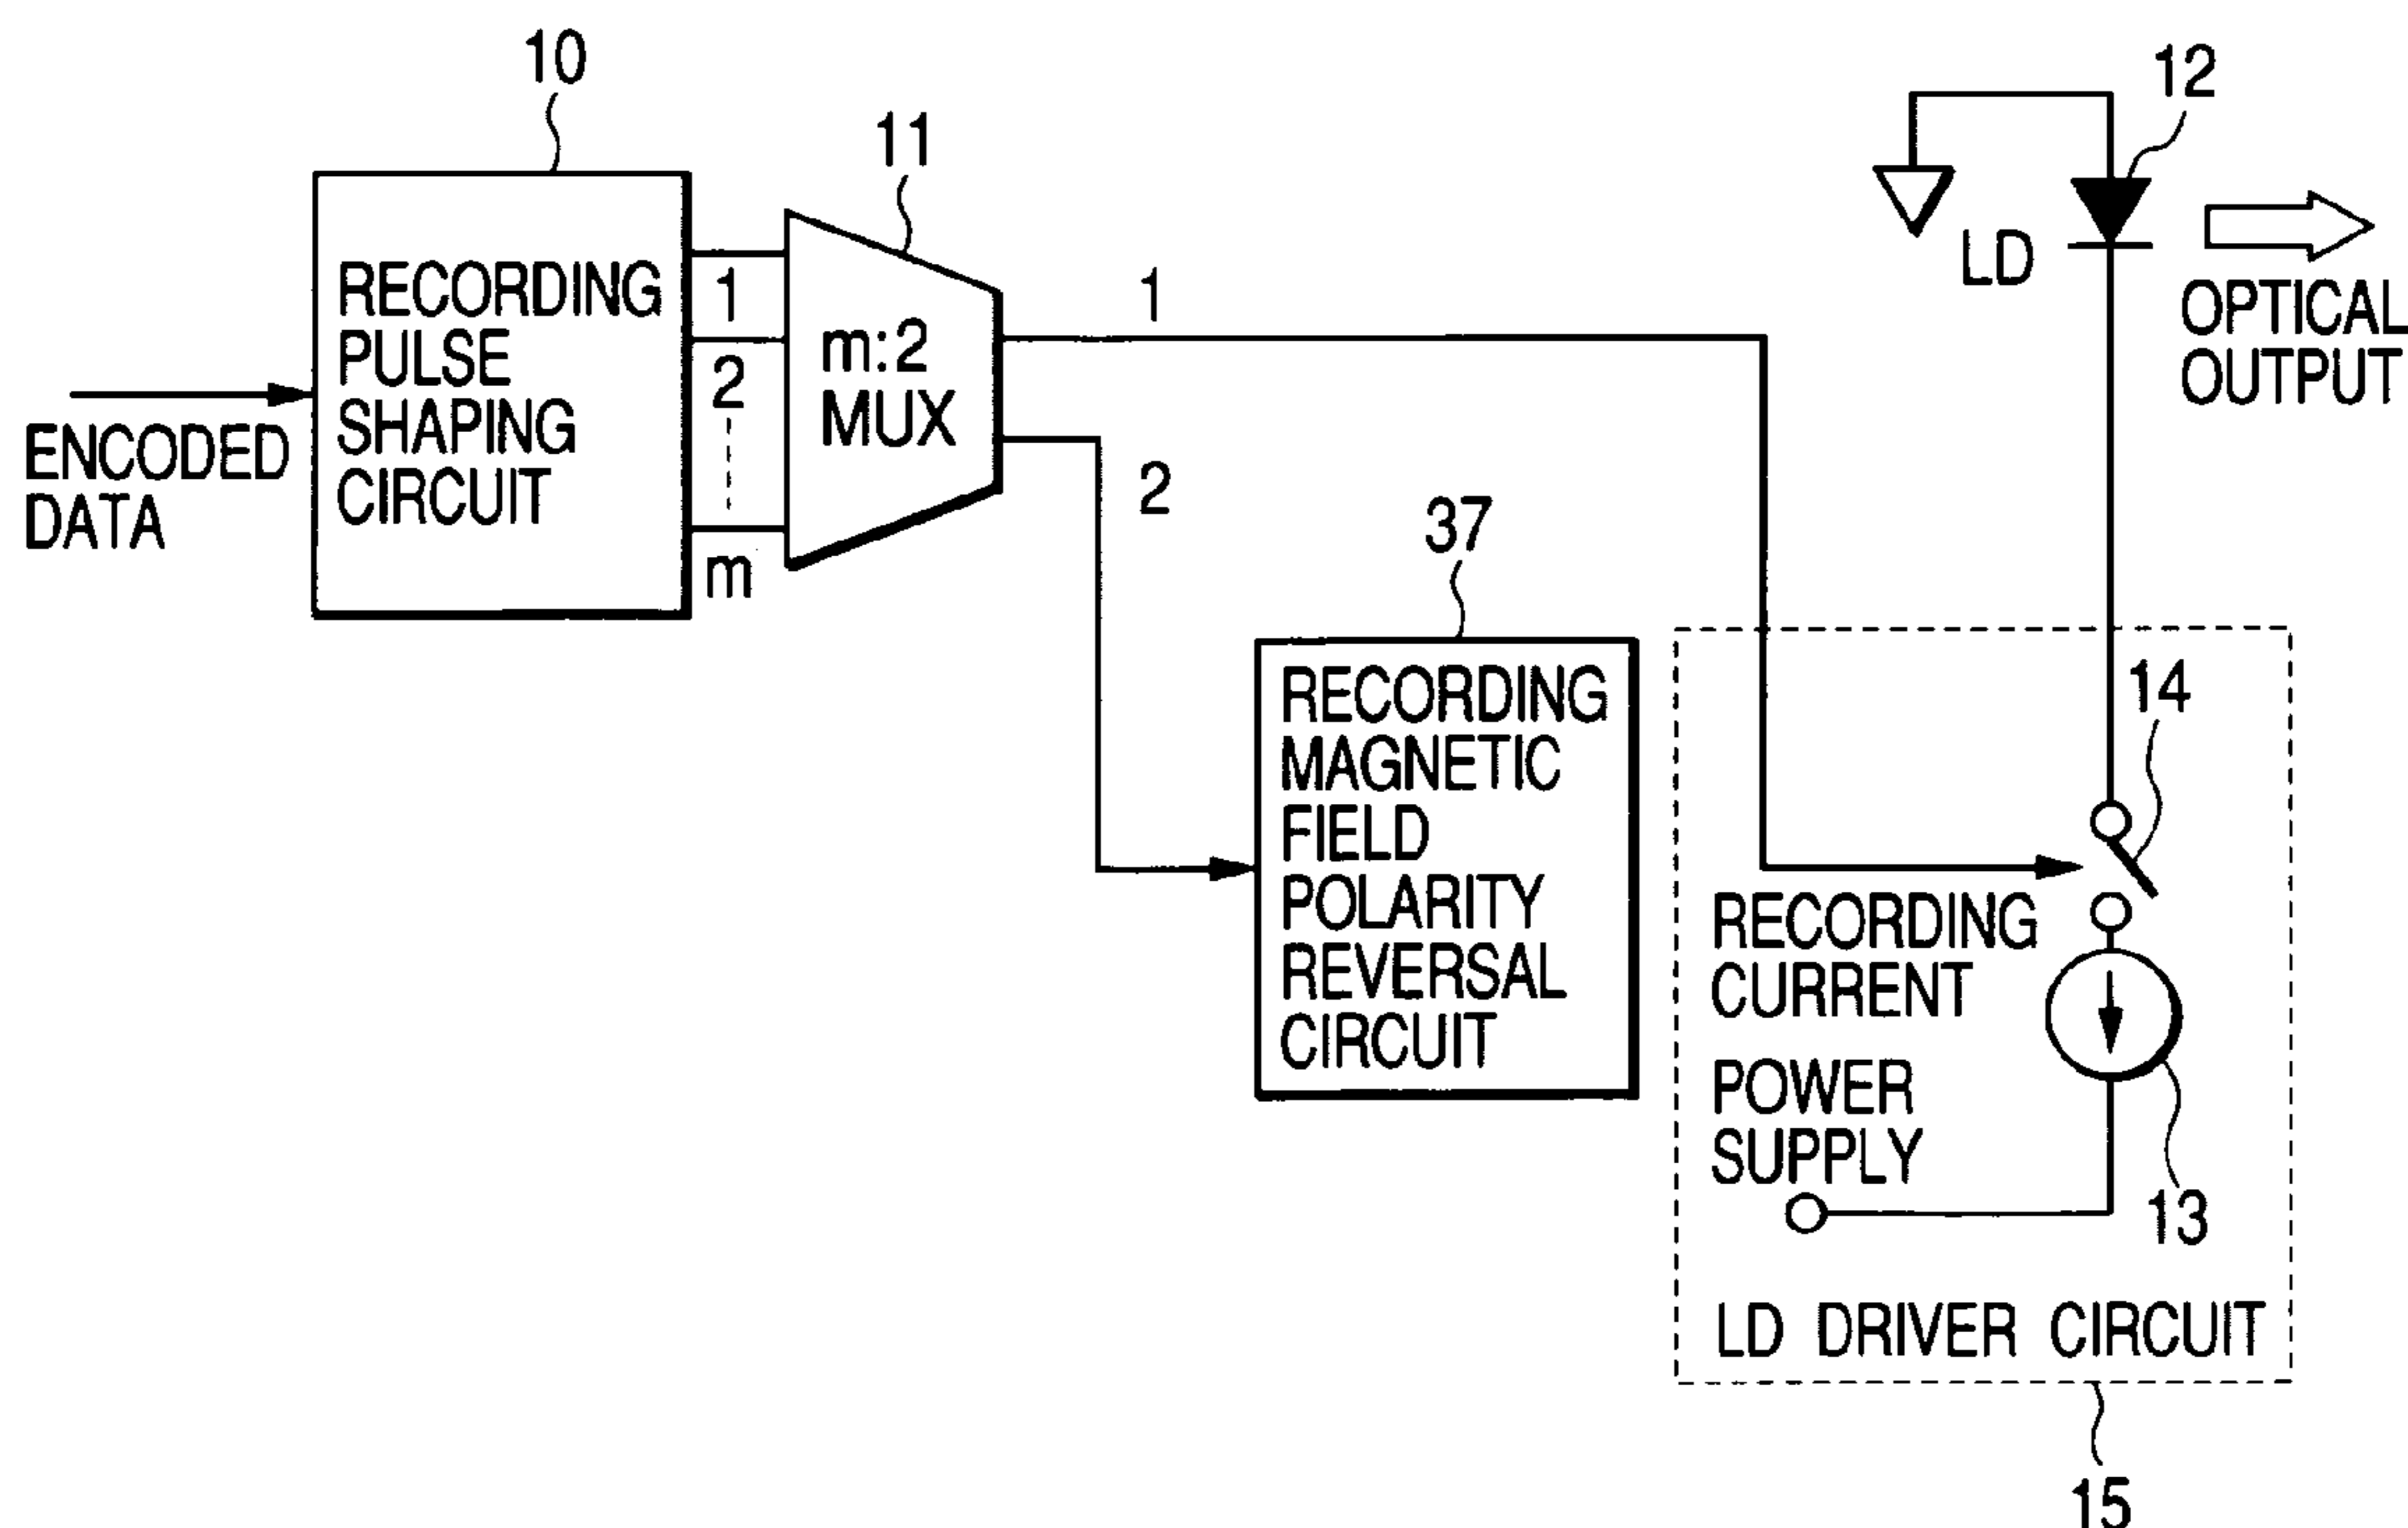 10
11
12
RECORDING
PULSE
SHAPING
CIRCUIT
ENCODED
DATA
1
2
m
m:2
MUX
1
2
LD
OPTICAL
OUTPUT
37
RECORDING
MAGNETIC
FIELD
POLARITY
REVERSAL
CIRCUIT
14
RECORDING
CURRENT
POWER
SUPPLY
13
LD DRIVER CIRCUIT
15